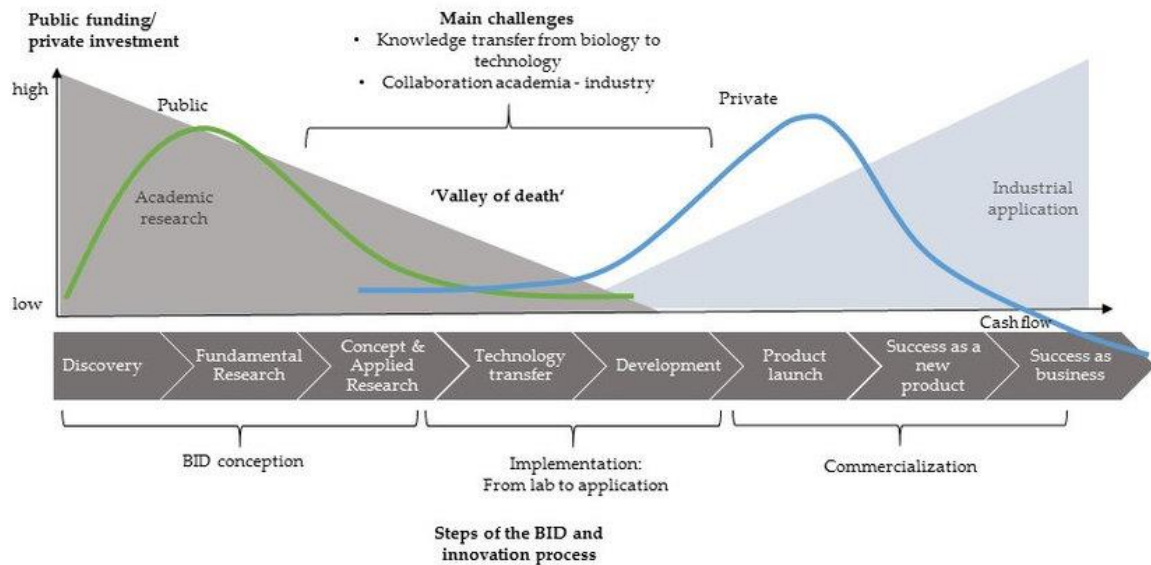 Public funding/
private investment
Main challenges
• Knowledge transfer from biology to
technology
• Collaboration academia - industry
high
Public
Private
Academic
research
'Valley of death'
Industrial
application
low
Cash flow
Discovery
Fundamental
Research
Concept &
Applied
Research
Technology
transfer
Development
Product
launch
Success as a
new
product
Success as
business
BID conception
Implementation:
From lab to application
Commercialization
Steps of the BID and
innovation process